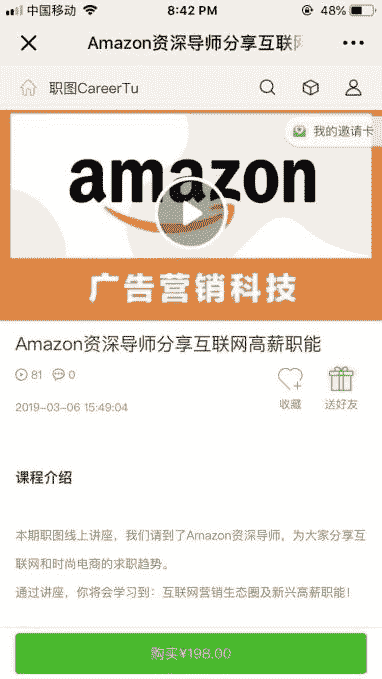 中国移动
8:42 PM
48%
Amazon资深导师分享互联网
职图CareerTu
我的邀请卡
amazon
广告营销科技
Amazon资深导师分享互联网高薪职能
81
0
2019-03-06 15:49:04
收藏
送好友
课程介绍
本期职图线上讲座，我们请到了Amazon资深导师，为大家分享互
联网和时尚电商的求职趋势。
通过讲座，你将会学习到：互联网营销生态圈及新兴高薪职能！
购买¥198.00